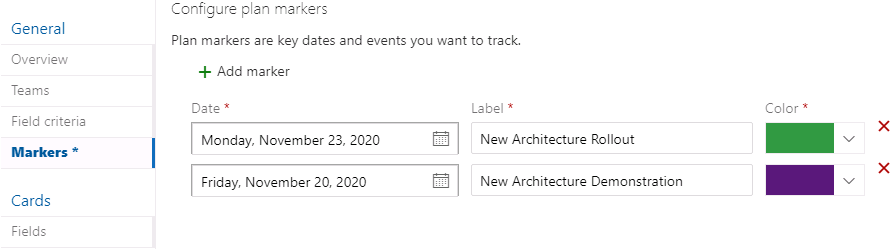 Configure plan markers
General
Plan markers are key dates and events you want to track.
Overview
+ Add marker
Teams
Date * Label * Color *
Field criteria
Monday, November 23, 2020 New Architecture Rollout
Markers *
Friday, November 20, 2020 New Architecture Demonstration
Cards
Fields